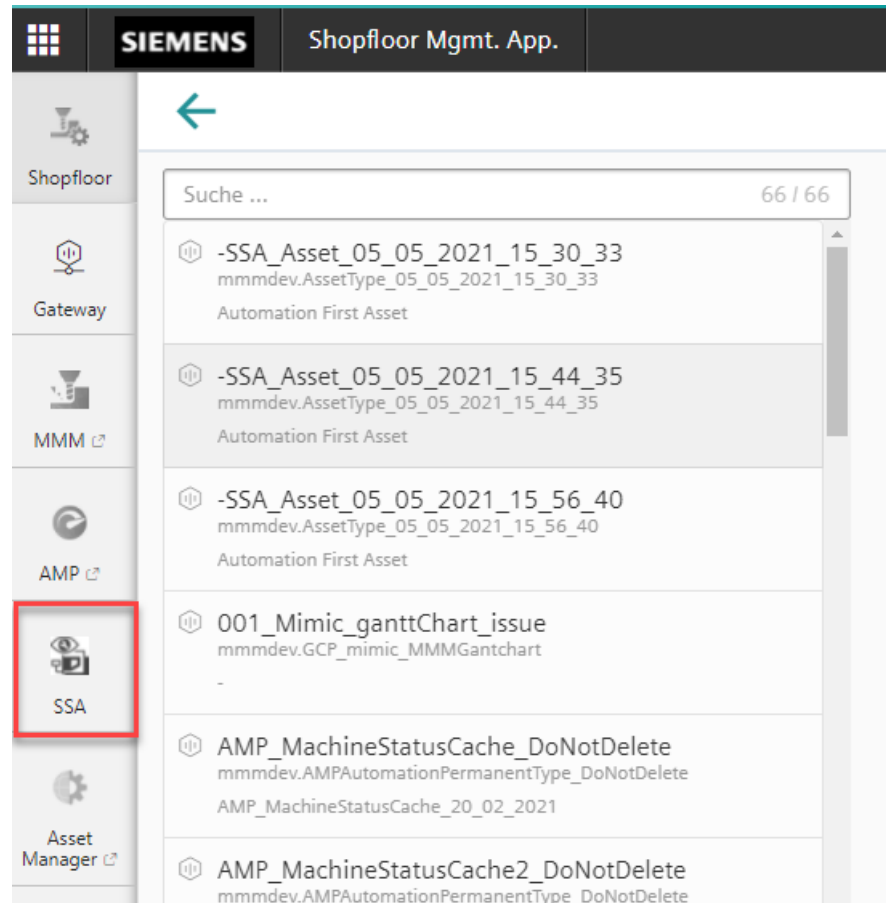 SIEMENS Shopfloor Mgmt. App.
Shopfloor
Gateway
MMM
AMP
SSA
Asset
Manager
Suche ... 66 / 66
-SSA_Asset_05_05_2021_15_30_33
mmmdev.AssetType_05_05_2021_15_30_33
Automation First Asset
-SSA_Asset_05_05_2021_15_44_35
mmmdev.AssetType_05_05_2021_15_44_35
Automation First Asset
-SSA_Asset_05_05_2021_15_56_40
mmmdev.AssetType_05_05_2021_15_56_40
Automation First Asset
001_Mimic_ganttChart_issue
mmmdev.GCP_mimic_MMMGantchart
-
AMP_MachineStatusCache_DoNotDelete
mmmdev.AMPAutomationPermanentType_DoNotDelete
AMP_MachineStatusCache_20_02_2021
AMP_MachineStatusCache2_DoNotDelete
mmmdev.AMPAutomationPermanentType_DoNotDelete